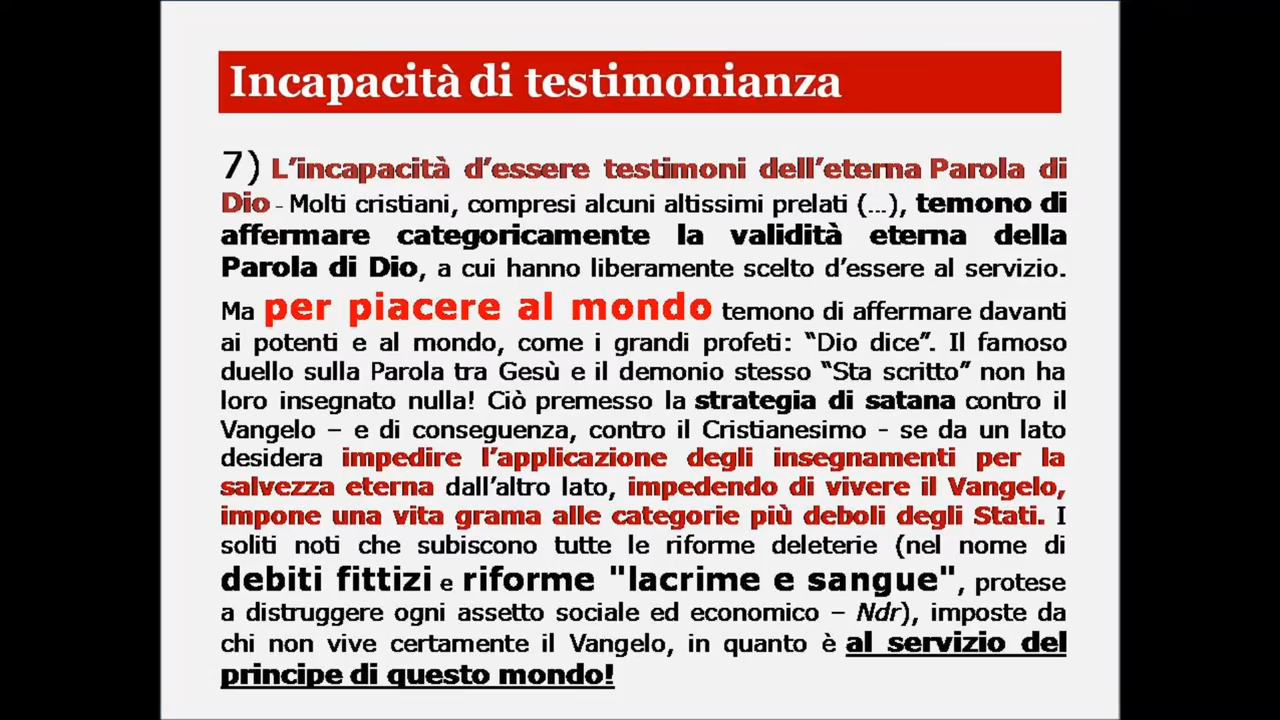 Incapacità di testimonianza
7) L’incapacità d’essere testimoni dell’eterna Parola di
Dio - Molti cristiani, compresi alcuni altissimi prelati (...), temono di
affermare categoricamente la validità eterna della
Parola di Dio, a cui hanno liberamente scelto d’essere al servizio.
Ma per piacere al mondo temono di affermare davanti
ai potenti e al mondo, come i grandi profeti: “Dio dice”. Il famoso
duello sulla Parola tra Gesù e il demonio stesso “Sta scritto” non ha
loro insegnato nulla! Ciò premesso la strategia di satana contro il
Vangelo – e di conseguenza, contro il Cristianesimo - se da un lato
desidera impedire l’applicazione degli insegnamenti per la
salvezza eterna dall’altro lato, impedendo di vivere il Vangelo,
impone una vita grama alle categorie più deboli degli Stati. I
soliti noti che subiscono tutte le riforme deleterie (nel nome di
debiti fittizi e riforme "lacrime e sangue", protese
a distruggere ogni assetto sociale ed economico – Ndr), imposte da
chi non vive certamente il Vangelo, in quanto è al servizio del
principe di questo mondo!